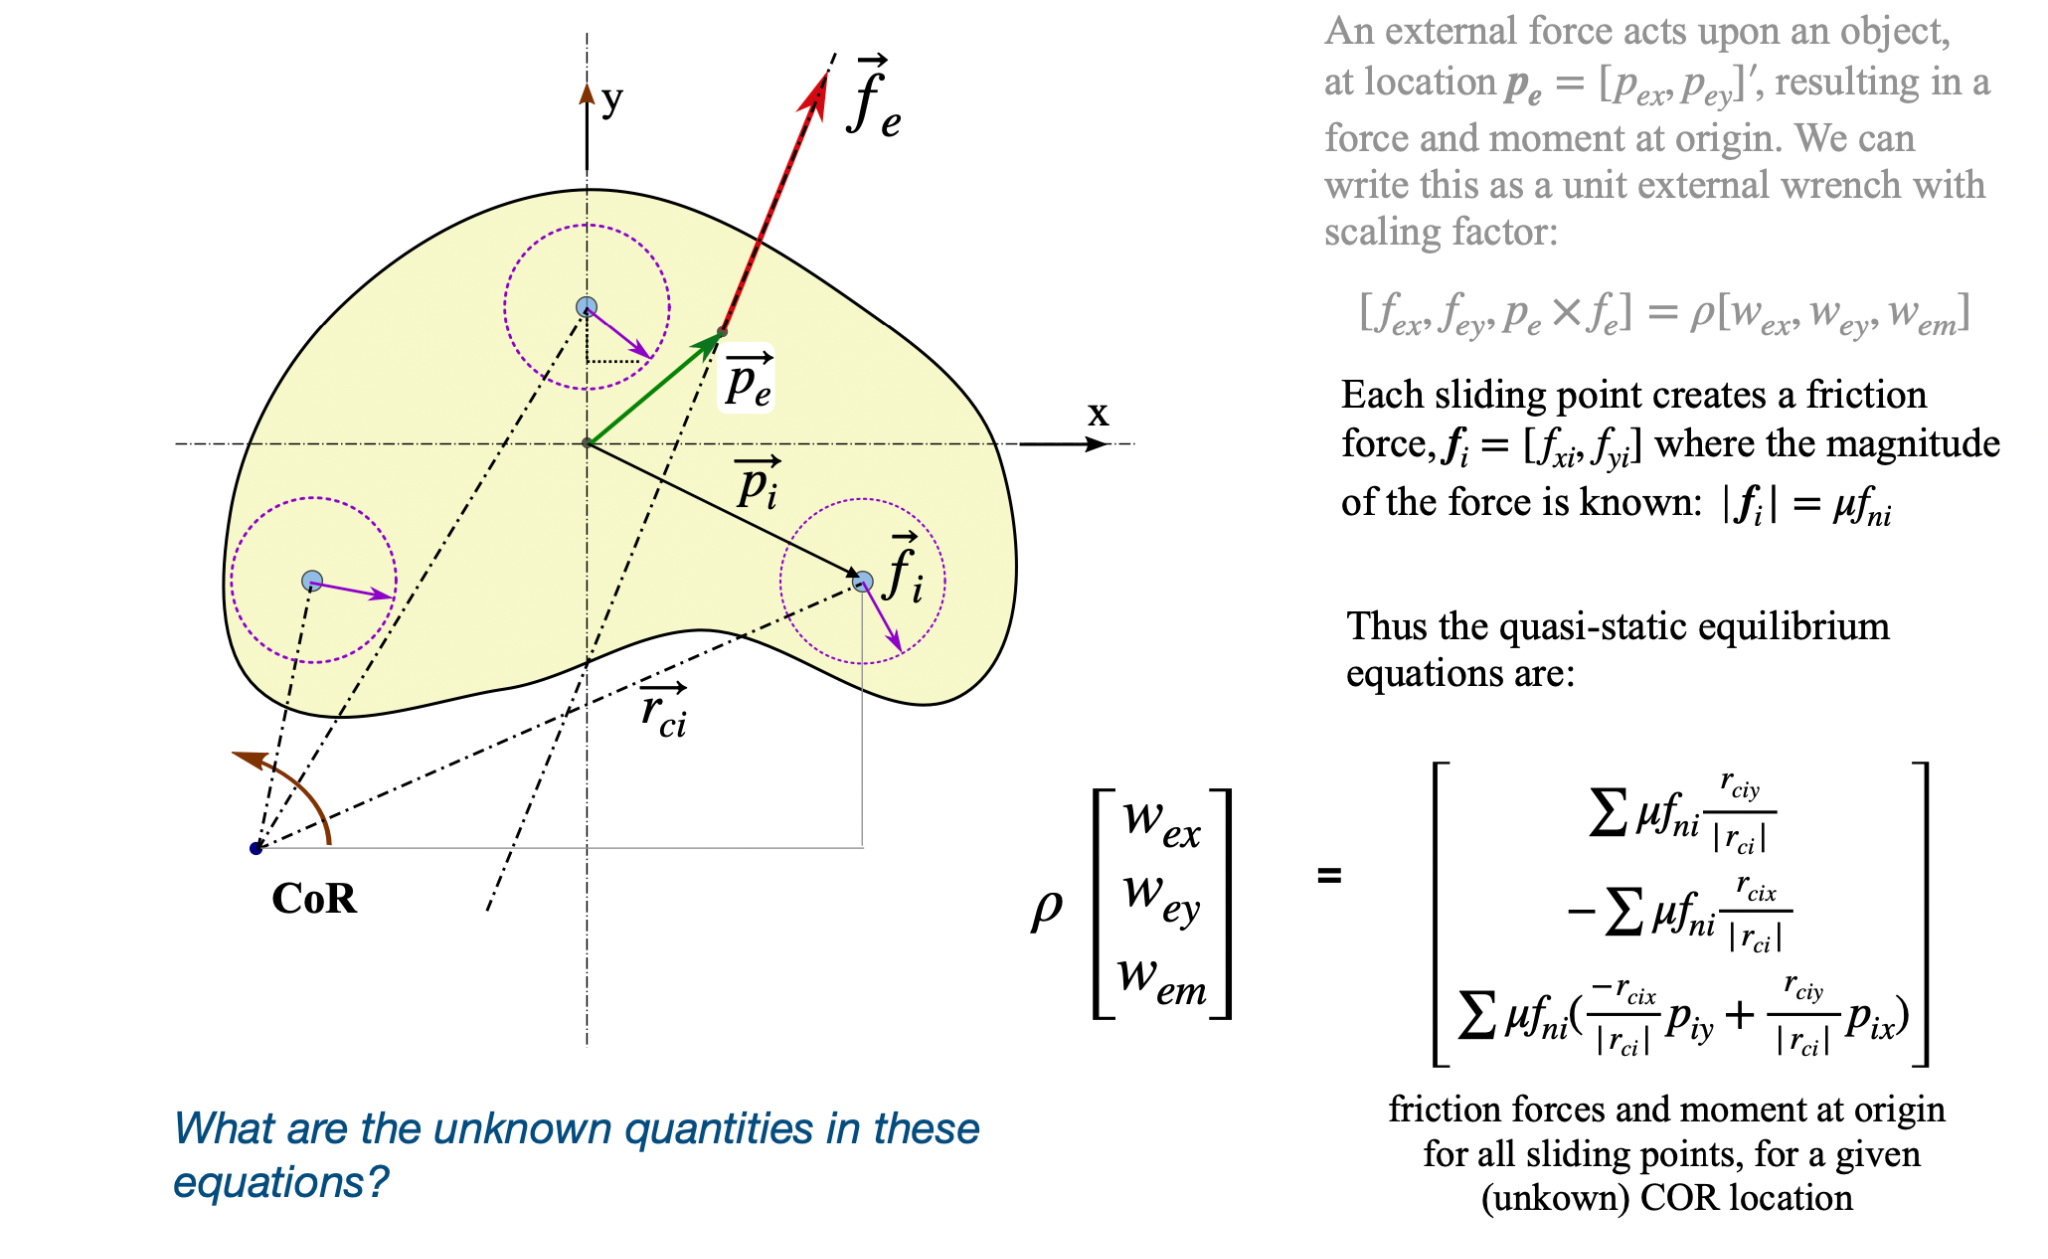 An external force acts upon an object,
at location pₑ = [pₑₓ, p_ey]′, resulting in a
force and moment at origin. We can
write this as a unit external wrench with
scaling factor:
[f_ex, f_ey, p_e × f_e] = ρ[w_ex, w_ey, w_em]
Each sliding point creates a friction
force, f_i = [f_xi, f_yi] where the magnitude
of the force is known: |f_i| = μf_ni
Thus the quasi-static equilibrium
equations are:
y
f_e
p_e
x
p_i
f_i
r_ci
CoR
ρ [w_ex w_ey w_em] =
∑ μf_ni r_ciy/|r_ci|
− ∑ μf_ni r_cix/|r_ci|
∑ μf_ni(−r_cix/|r_ci| p_iy + r_ciy/|r_ci| p_ix)
friction forces and moment at origin
for all sliding points, for a given
(unkown) COR location
What are the unknown quantities in these
equations?